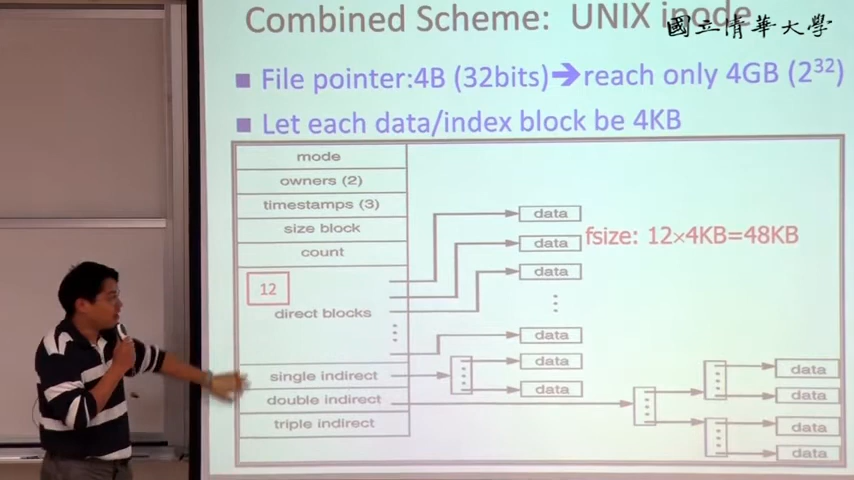 Combined Scheme: UNIX inode
國立清華大學
■ File pointer:4B (32bits)➔reach only 4GB (2³²)
■ Let each data/index block be 4KB
mode
owners (2)
timestamps (3)
size block
count
12
direct blocks
single indirect
double indirect
triple indirect
data
data
data
data
data
data
fsize: 12×4KB=48KB
data
data
data
data